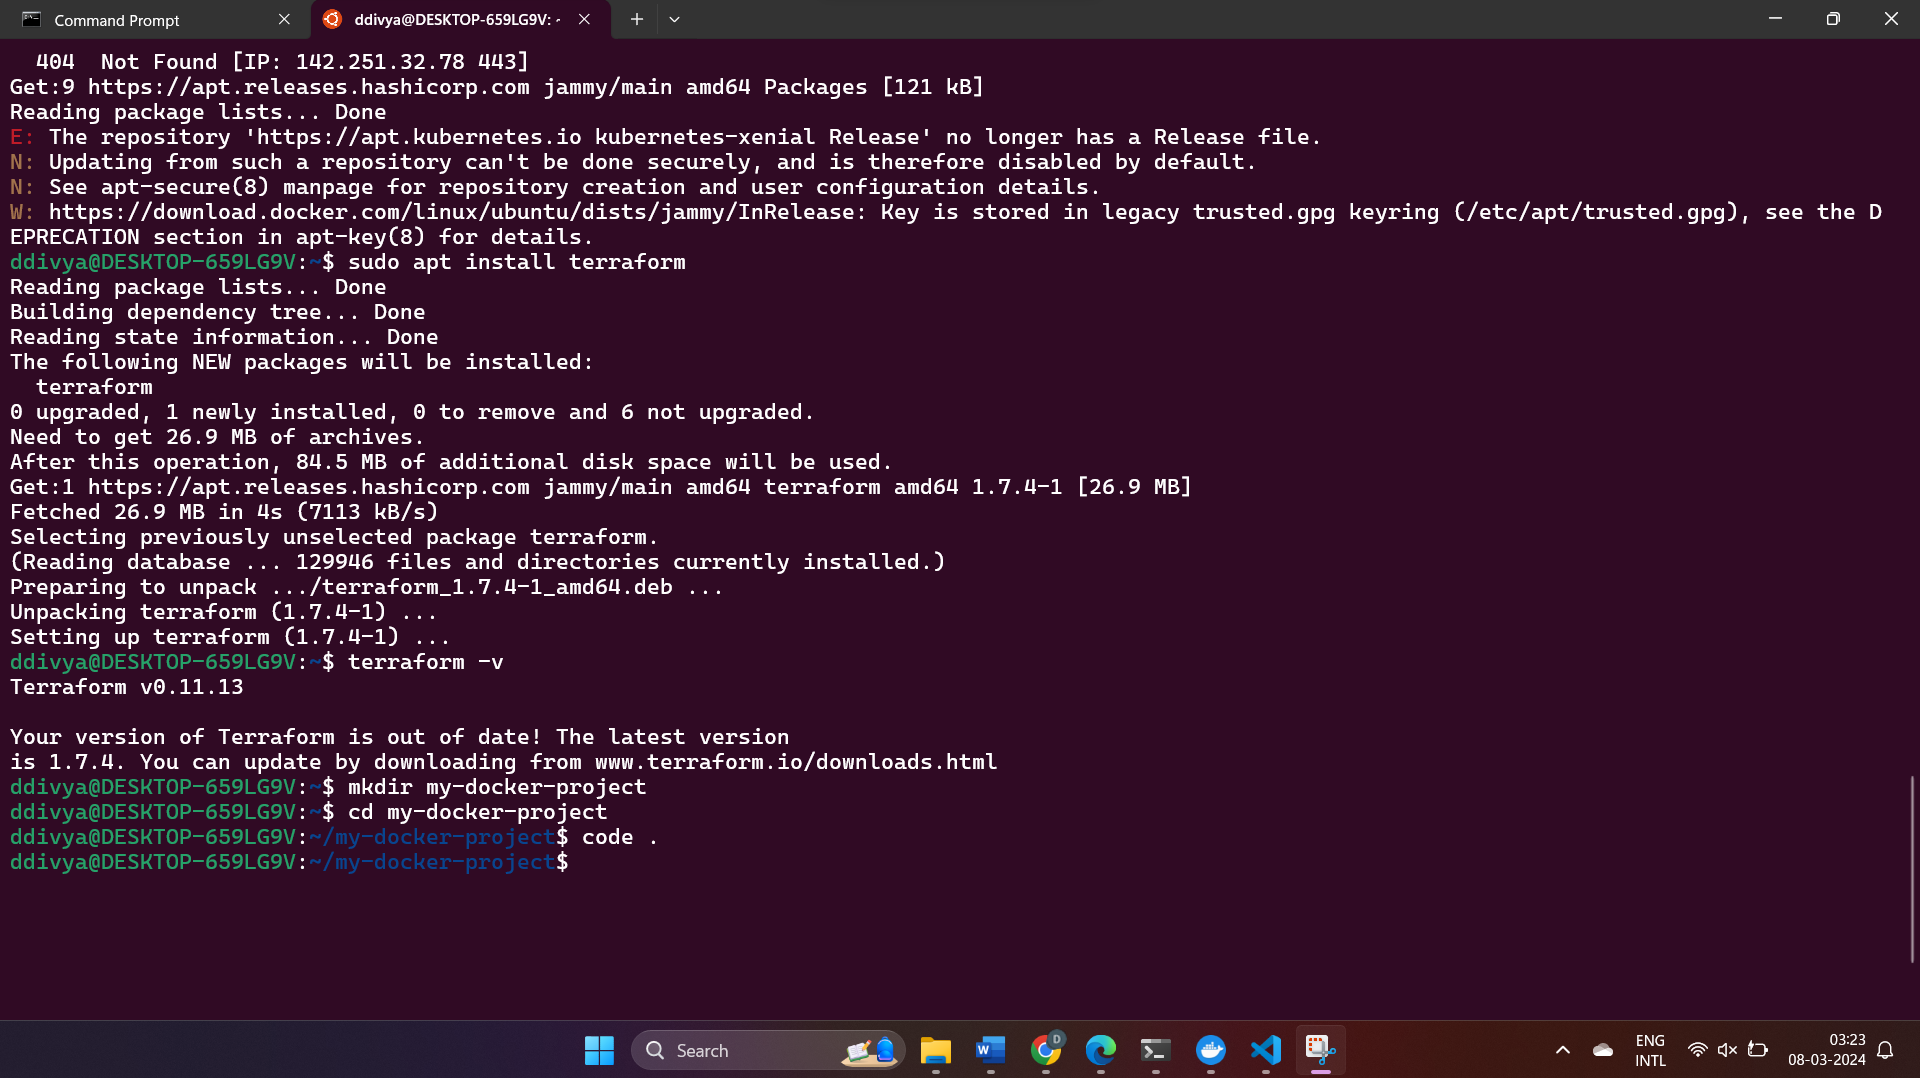 Command Prompt
ddivya@DESKTOP-659LG9V: ~
404  Not Found [IP: 142.251.32.78 443]
Get:9 https://apt.releases.hashicorp.com jammy/main amd64 Packages [121 kB]
Reading package lists... Done
E: The repository 'https://apt.kubernetes.io kubernetes-xenial Release' no longer has a Release file.
N: Updating from such a repository can't be done securely, and is therefore disabled by default.
N: See apt-secure(8) manpage for repository creation and user configuration details.
W: https://download.docker.com/linux/ubuntu/dists/jammy/InRelease: Key is stored in legacy trusted.gpg keyring (/etc/apt/trusted.gpg), see the D
EPRECATION section in apt-key(8) for details.
ddivya@DESKTOP-659LG9V:~$ sudo apt install terraform
Reading package lists... Done
Building dependency tree... Done
Reading state information... Done
The following NEW packages will be installed:
  terraform
0 upgraded, 1 newly installed, 0 to remove and 6 not upgraded.
Need to get 26.9 MB of archives.
After this operation, 84.5 MB of additional disk space will be used.
Get:1 https://apt.releases.hashicorp.com jammy/main amd64 terraform amd64 1.7.4-1 [26.9 MB]
Fetched 26.9 MB in 4s (7113 kB/s)
Selecting previously unselected package terraform.
(Reading database ... 129946 files and directories currently installed.)
Preparing to unpack .../terraform_1.7.4-1_amd64.deb ...
Unpacking terraform (1.7.4-1) ...
Setting up terraform (1.7.4-1) ...
ddivya@DESKTOP-659LG9V:~$ terraform -v
Terraform v0.11.13
Your version of Terraform is out of date! The latest version
is 1.7.4. You can update by downloading from www.terraform.io/downloads.html
ddivya@DESKTOP-659LG9V:~$ mkdir my-docker-project
ddivya@DESKTOP-659LG9V:~$ cd my-docker-project
ddivya@DESKTOP-659LG9V:~/my-docker-project$ code .
ddivya@DESKTOP-659LG9V:~/my-docker-project$
Search
D
W
ENG
INTL
03:23
08-03-2024